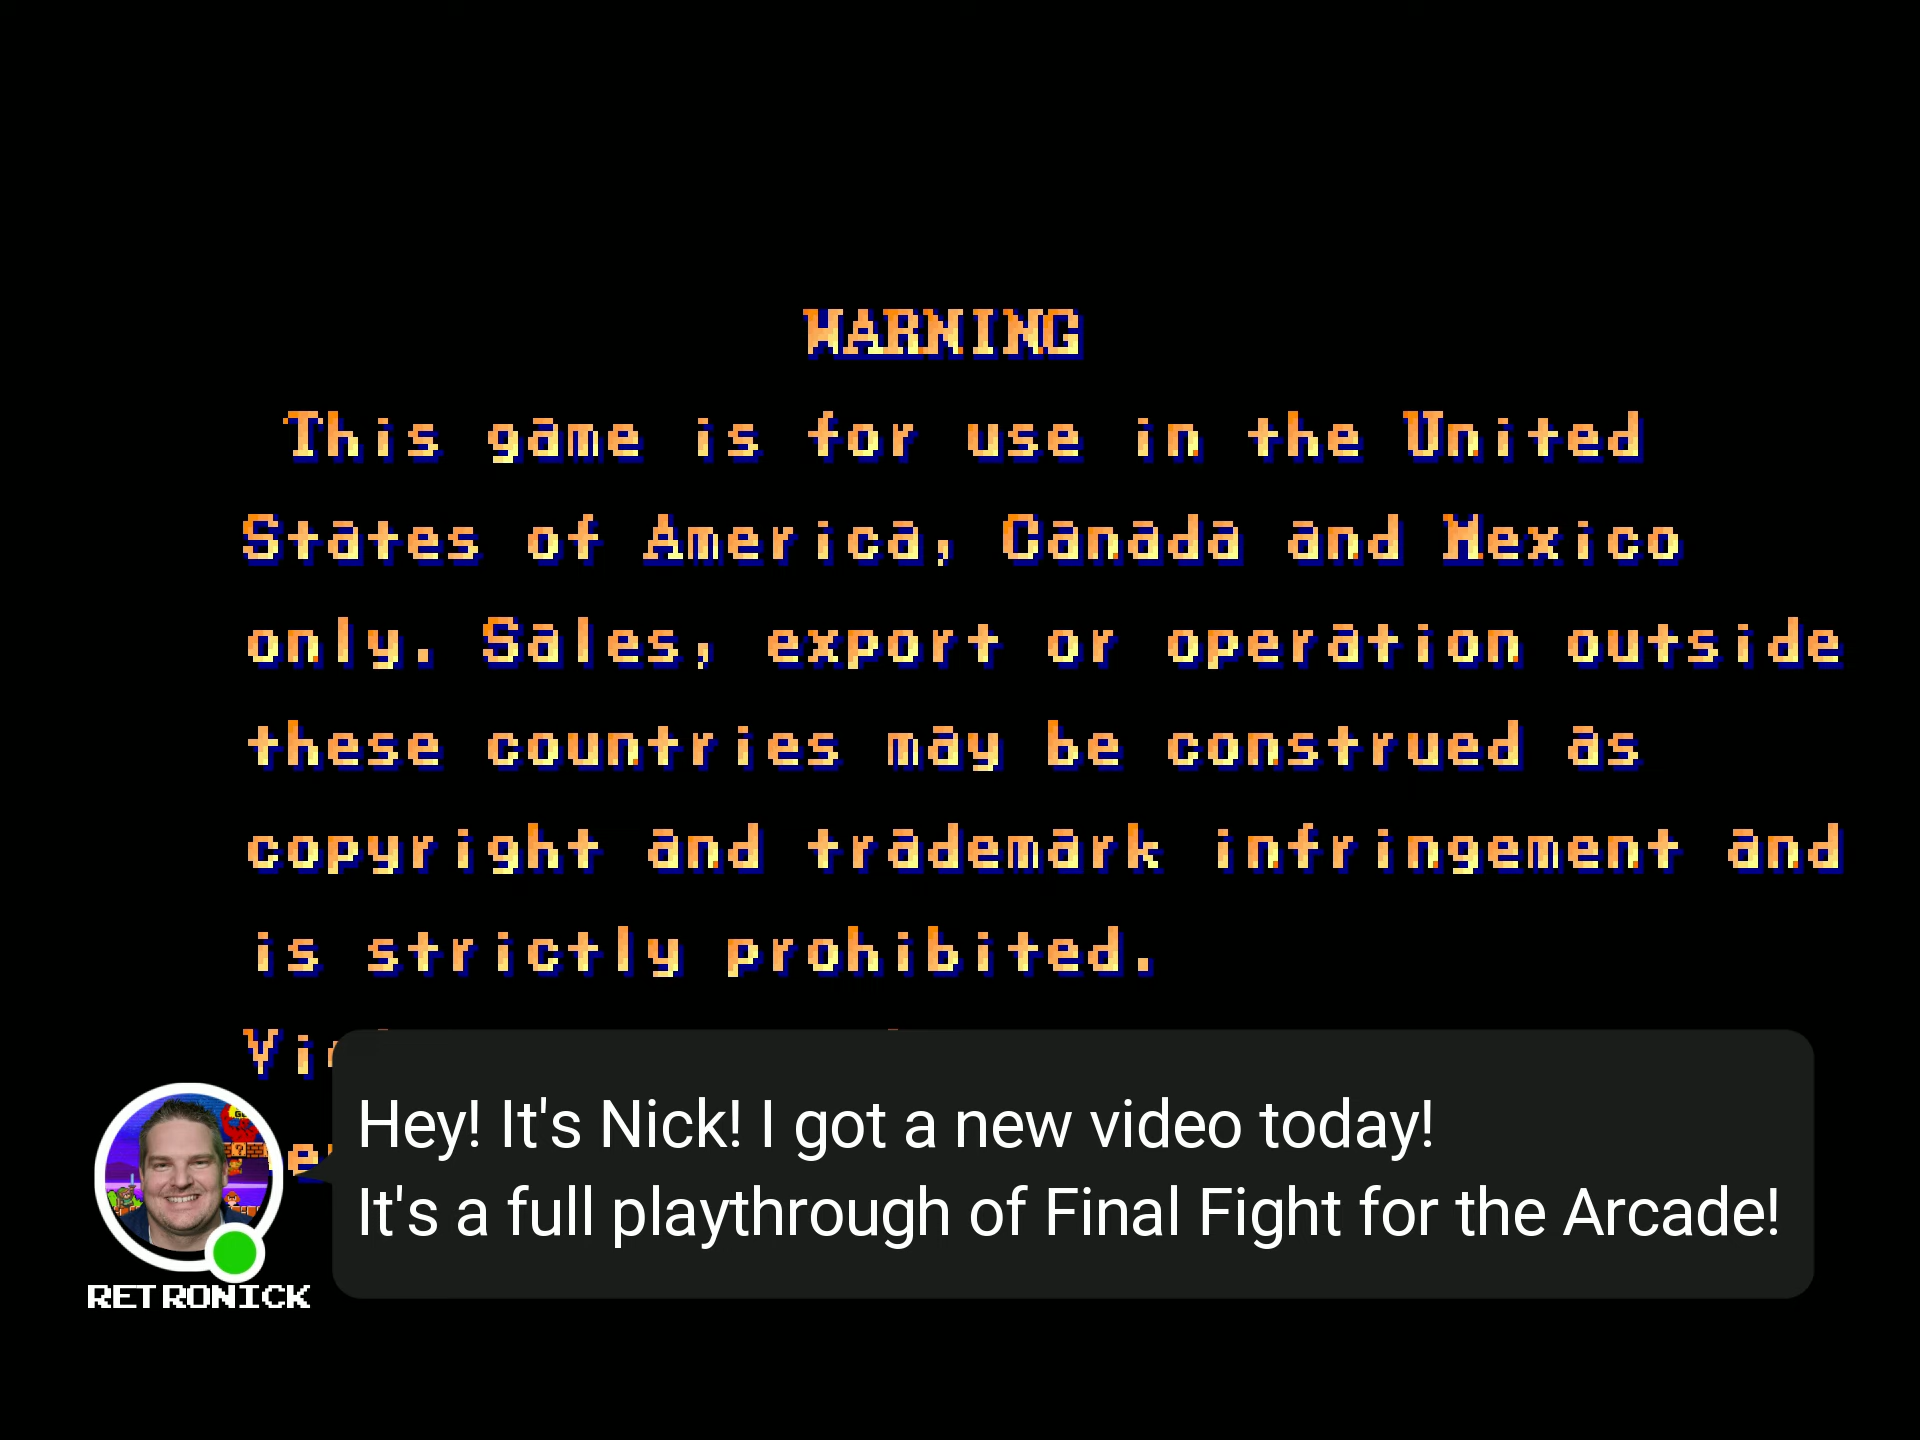 WARNING
This game is for use in the United
States of America, Canada and Mexico
only. Sales, export or operation outside
these countries may be construed as
copyright and trademark infringement and
is strictly prohibited.
Hey! It's Nick! I got a new video today!
It's a full playthrough of Final Fight for the Arcade!
RETRONICK